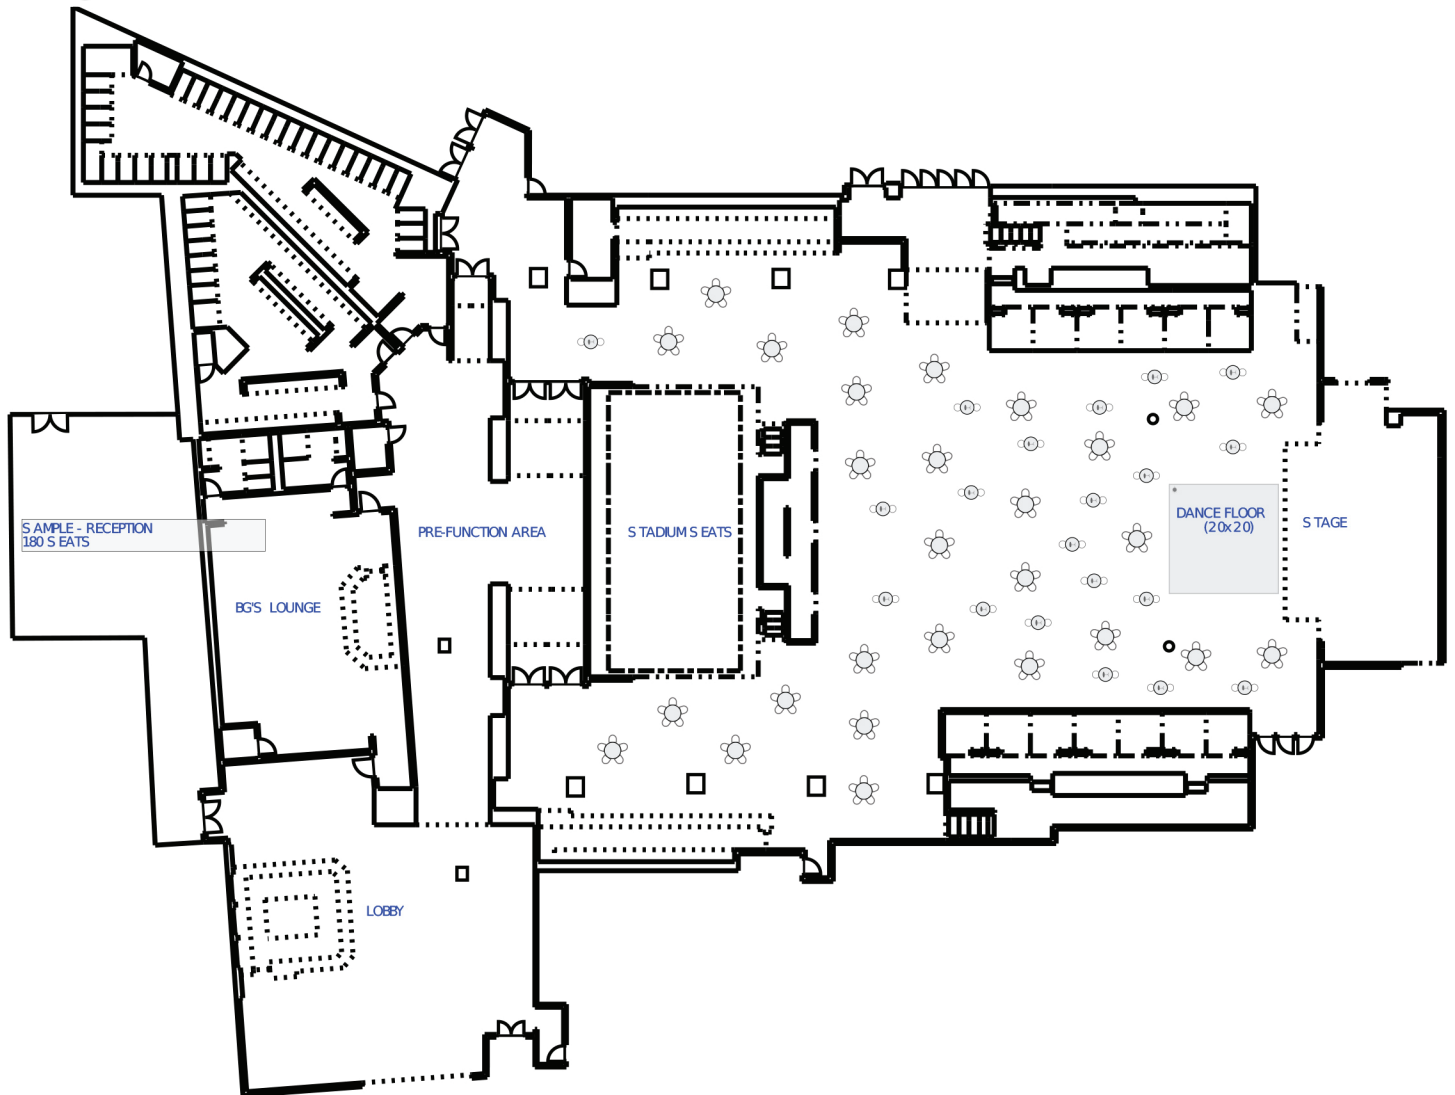 SAMPLE - RECEPTION
180 SEATS
PRE-FUNCTION AREA
STADIUM SEATS
DANCE FLOOR
(20x20)
STAGE
BG'S LOUNGE
LOBBY